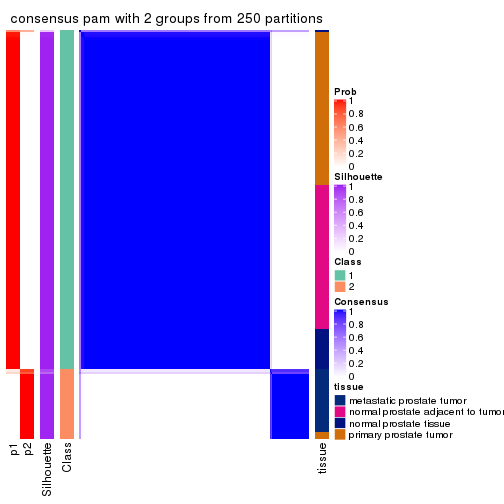 consensus pam with 2 groups from 250 partitions
Prob
1
0.8
0.6
0.4
0.2
0
Silhouette
1
0.8
0.6
0.4
0.2
0
Class
1
2
Consensus
1
0.8
0.6
0.4
0.2
0
tissue
metastatic prostate tumor
normal prostate adjacent to tumor
normal prostate tissue
primary prostate tumor
p1
p2
Silhouette
Class
tissue